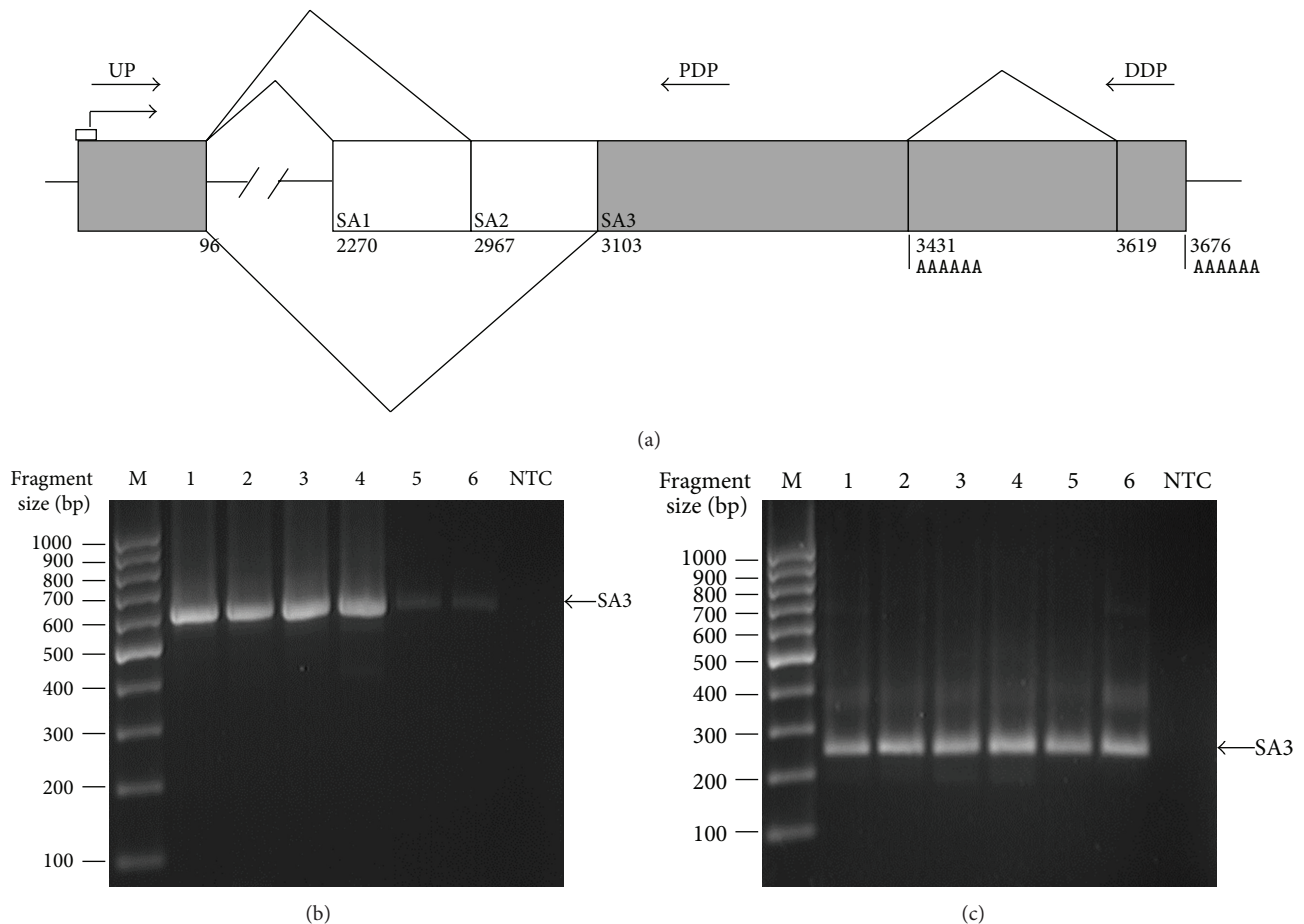 UP
PDP
DDP
SA1
SA2
SA3
96
2270
2967
3103
3431
3619
3676
AAAAAA
AAAAAA
(a)
Fragment
size (bp)
M
1
2
3
4
5
6
NTC
1000
900
800
700
600
500
400
300
200
100
SA3
(b)
Fragment
size (bp)
M
1
2
3
4
5
6
NTC
1000
900
800
700
600
500
400
300
200
100
SA3
(c)